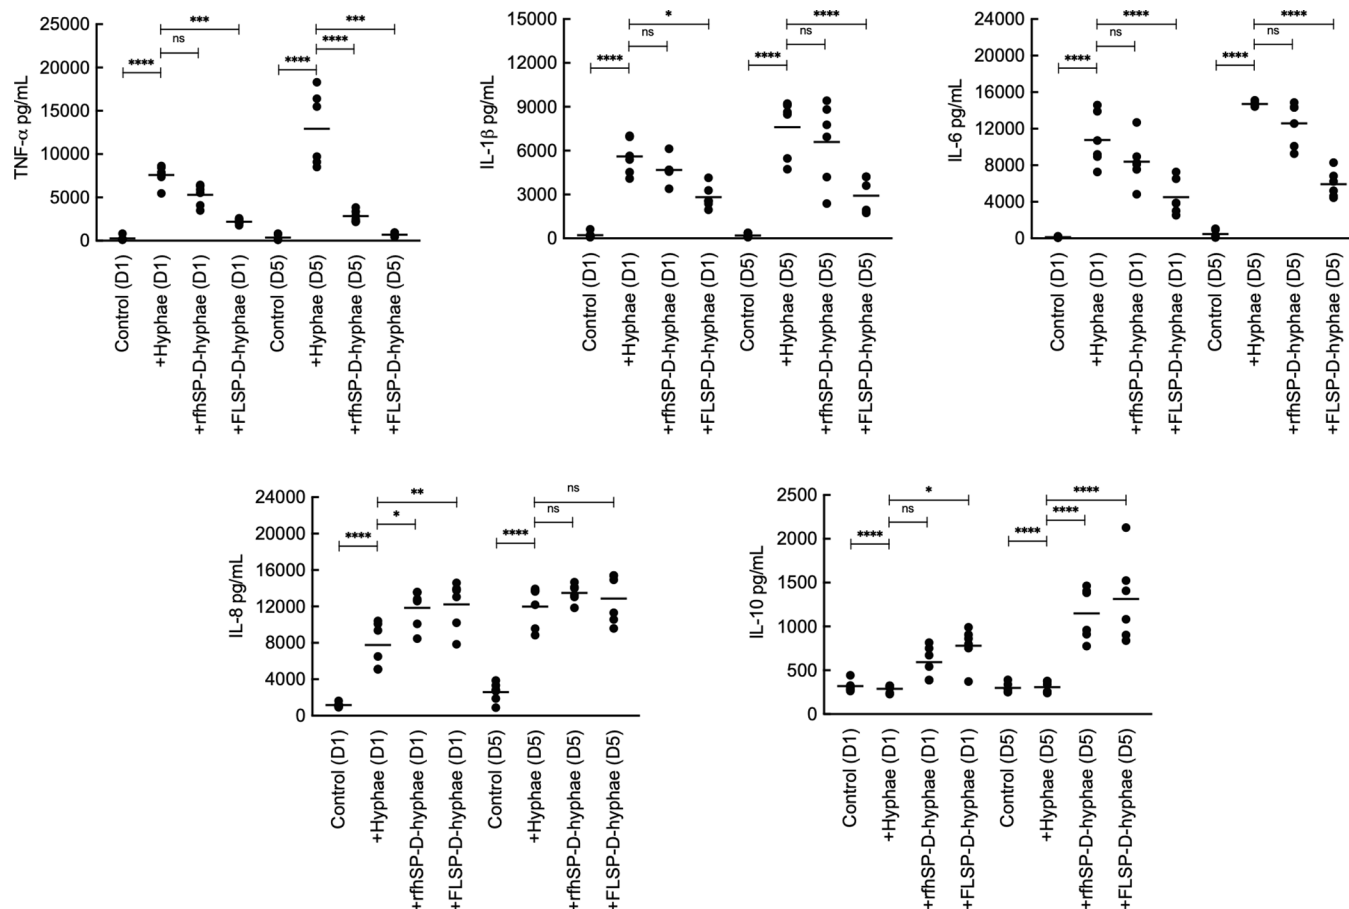 TNF-α pg/mL
25000
20000
15000
10000
5000
0
****
ns
***
****
****
***
Control (D1)
+Hyphae (D1)
+rfhSP-D-hyphae (D1)
+FLSP-D-hyphae (D1)
Control (D5)
+Hyphae (D5)
+rfhSP-D-hyphae (D5)
+FLSP-D-hyphae (D5)
IL-1β pg/mL
15000
12000
9000
6000
3000
0
****
ns
*
****
ns
****
Control (D1)
+Hyphae (D1)
+rfhSP-D-hyphae (D1)
+FLSP-D-hyphae (D1)
Control (D5)
+Hyphae (D5)
+rfhSP-D-hyphae (D5)
+FLSP-D-hyphae (D5)
IL-6 pg/mL
24000
20000
16000
12000
8000
4000
0
****
ns
****
****
ns
****
Control (D1)
+Hyphae (D1)
+rfhSP-D-hyphae (D1)
+FLSP-D-hyphae (D1)
Control (D5)
+Hyphae (D5)
+rfhSP-D-hyphae (D5)
+FLSP-D-hyphae (D5)
IL-8 pg/mL
24000
20000
16000
12000
8000
4000
0
****
*
**
****
ns
ns
Control (D1)
+Hyphae (D1)
+rfhSP-D-hyphae (D1)
+FLSP-D-hyphae (D1)
Control (D5)
+Hyphae (D5)
+rfhSP-D-hyphae (D5)
+FLSP-D-hyphae (D5)
IL-10 pg/mL
2500
2000
1500
1000
500
0
****
ns
*
****
****
****
Control (D1)
+Hyphae (D1)
+rfhSP-D-hyphae (D1)
+FLSP-D-hyphae (D1)
Control (D5)
+Hyphae (D5)
+rfhSP-D-hyphae (D5)
+FLSP-D-hyphae (D5)